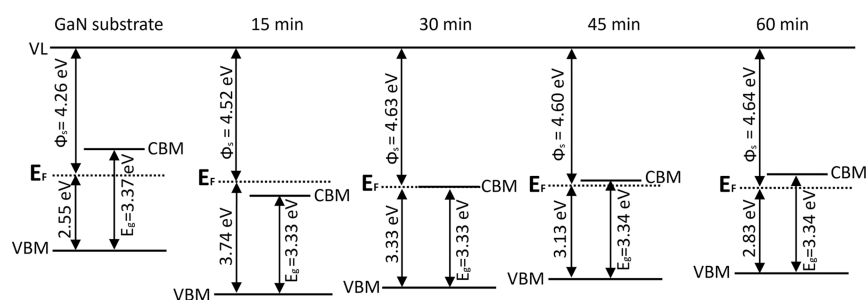 GaN substrate 15 min 30 min 45 min 60 min
VL
Φs= 4.26 eV
EF
2.55 eV
CBM
Eg=3.37 eV
VBM
Φs = 4.52 eV
EF
3.74 eV
CBM
Eg=3.33 eV
VBM
Φs = 4.63 eV
EF
3.33 eV
CBM
Eg=3.33 eV
VBM
Φs = 4.60 eV
EF
3.13 eV
CBM
Eg=3.34 eV
VBM
Φs = 4.64 eV
EF
2.83 eV
CBM
Eg=3.34 eV
VBM